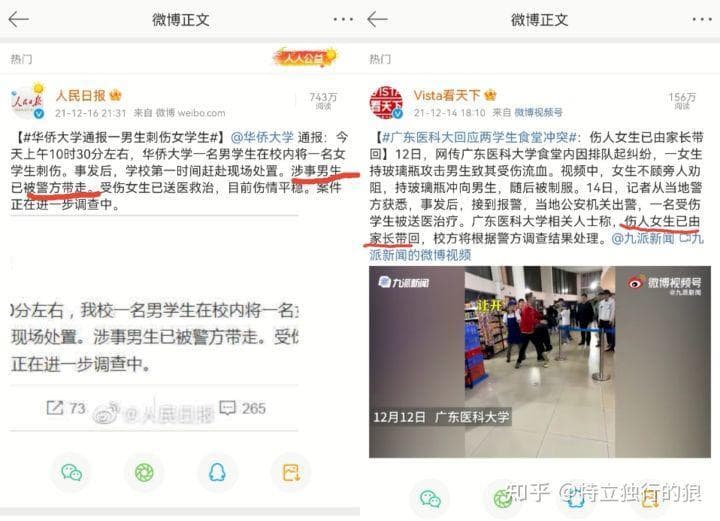 微博正文
热门
人人公益
人民日报
21-12-16 21:31 来自 微博 weibo.com
743万
阅读
【#华侨大学通报一男生刺伤女学生#】@华侨大学 通报：今
天上午10时30分左右，华侨大学一名男学生在校内将一名女
学生刺伤。事发后，学校第一时间赶赴现场处置。涉事男生
已被警方带走。受伤女生已送医救治，目前伤情平稳。案件
正在进一步调查中。
0分左右，我校一名男学生在校内将一名
现场处置。涉事男生已被警方带走。受伤
正在进一步调查中。
73
265
@人民日报
微博正文
热门
Vista看天下
21-12-14 18:10 来自 微博视频号
156万
阅读
【#广东医科大回应两学生食堂冲突#：伤人女生已由家长带
回】12日，网传广东医科大学食堂内因排队起纠纷，一女生
持玻璃瓶攻击男生致其受伤流血。视频中，女生不顾旁人劝
阻，持玻璃瓶冲向男生，随后被制服。14日，记者从当地警
方获悉，事发后，接到报警，当地公安机关出警，一名受伤
学生被送医治疗。广东医科大学相关人士称，伤人女生已由
家长带回，校方将根据警方调查结果处理。@九派新闻 九
派新闻的微博视频
九派新闻
微博视频号
@九派新闻
让开
12月12日 广东医科大学
知乎 @特立独行的狼